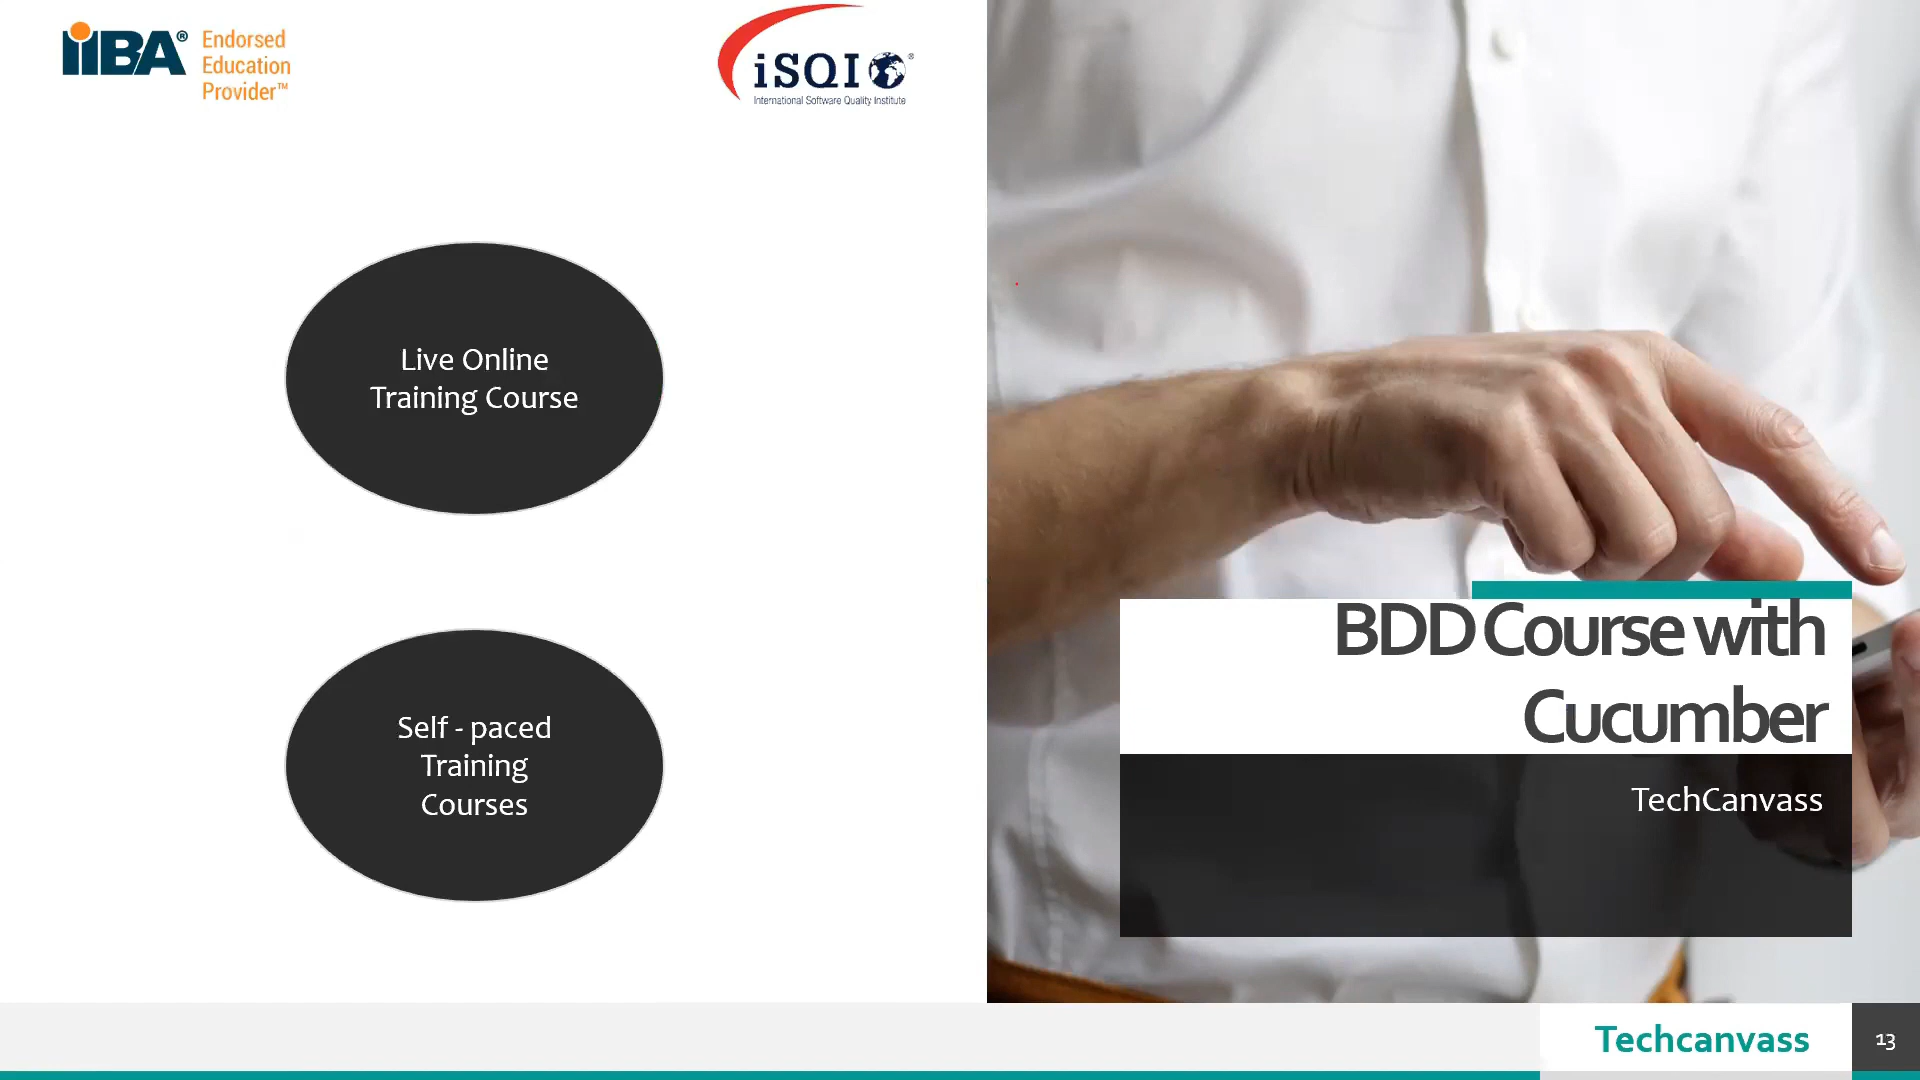 IIBA® Endorsed
Education
Provider™
iSQI®
International Software Quality Institute
Live Online
Training Course
Self - paced
Training
Courses
BDD Course with
Cucumber
TechCanvass
Techcanvass
13